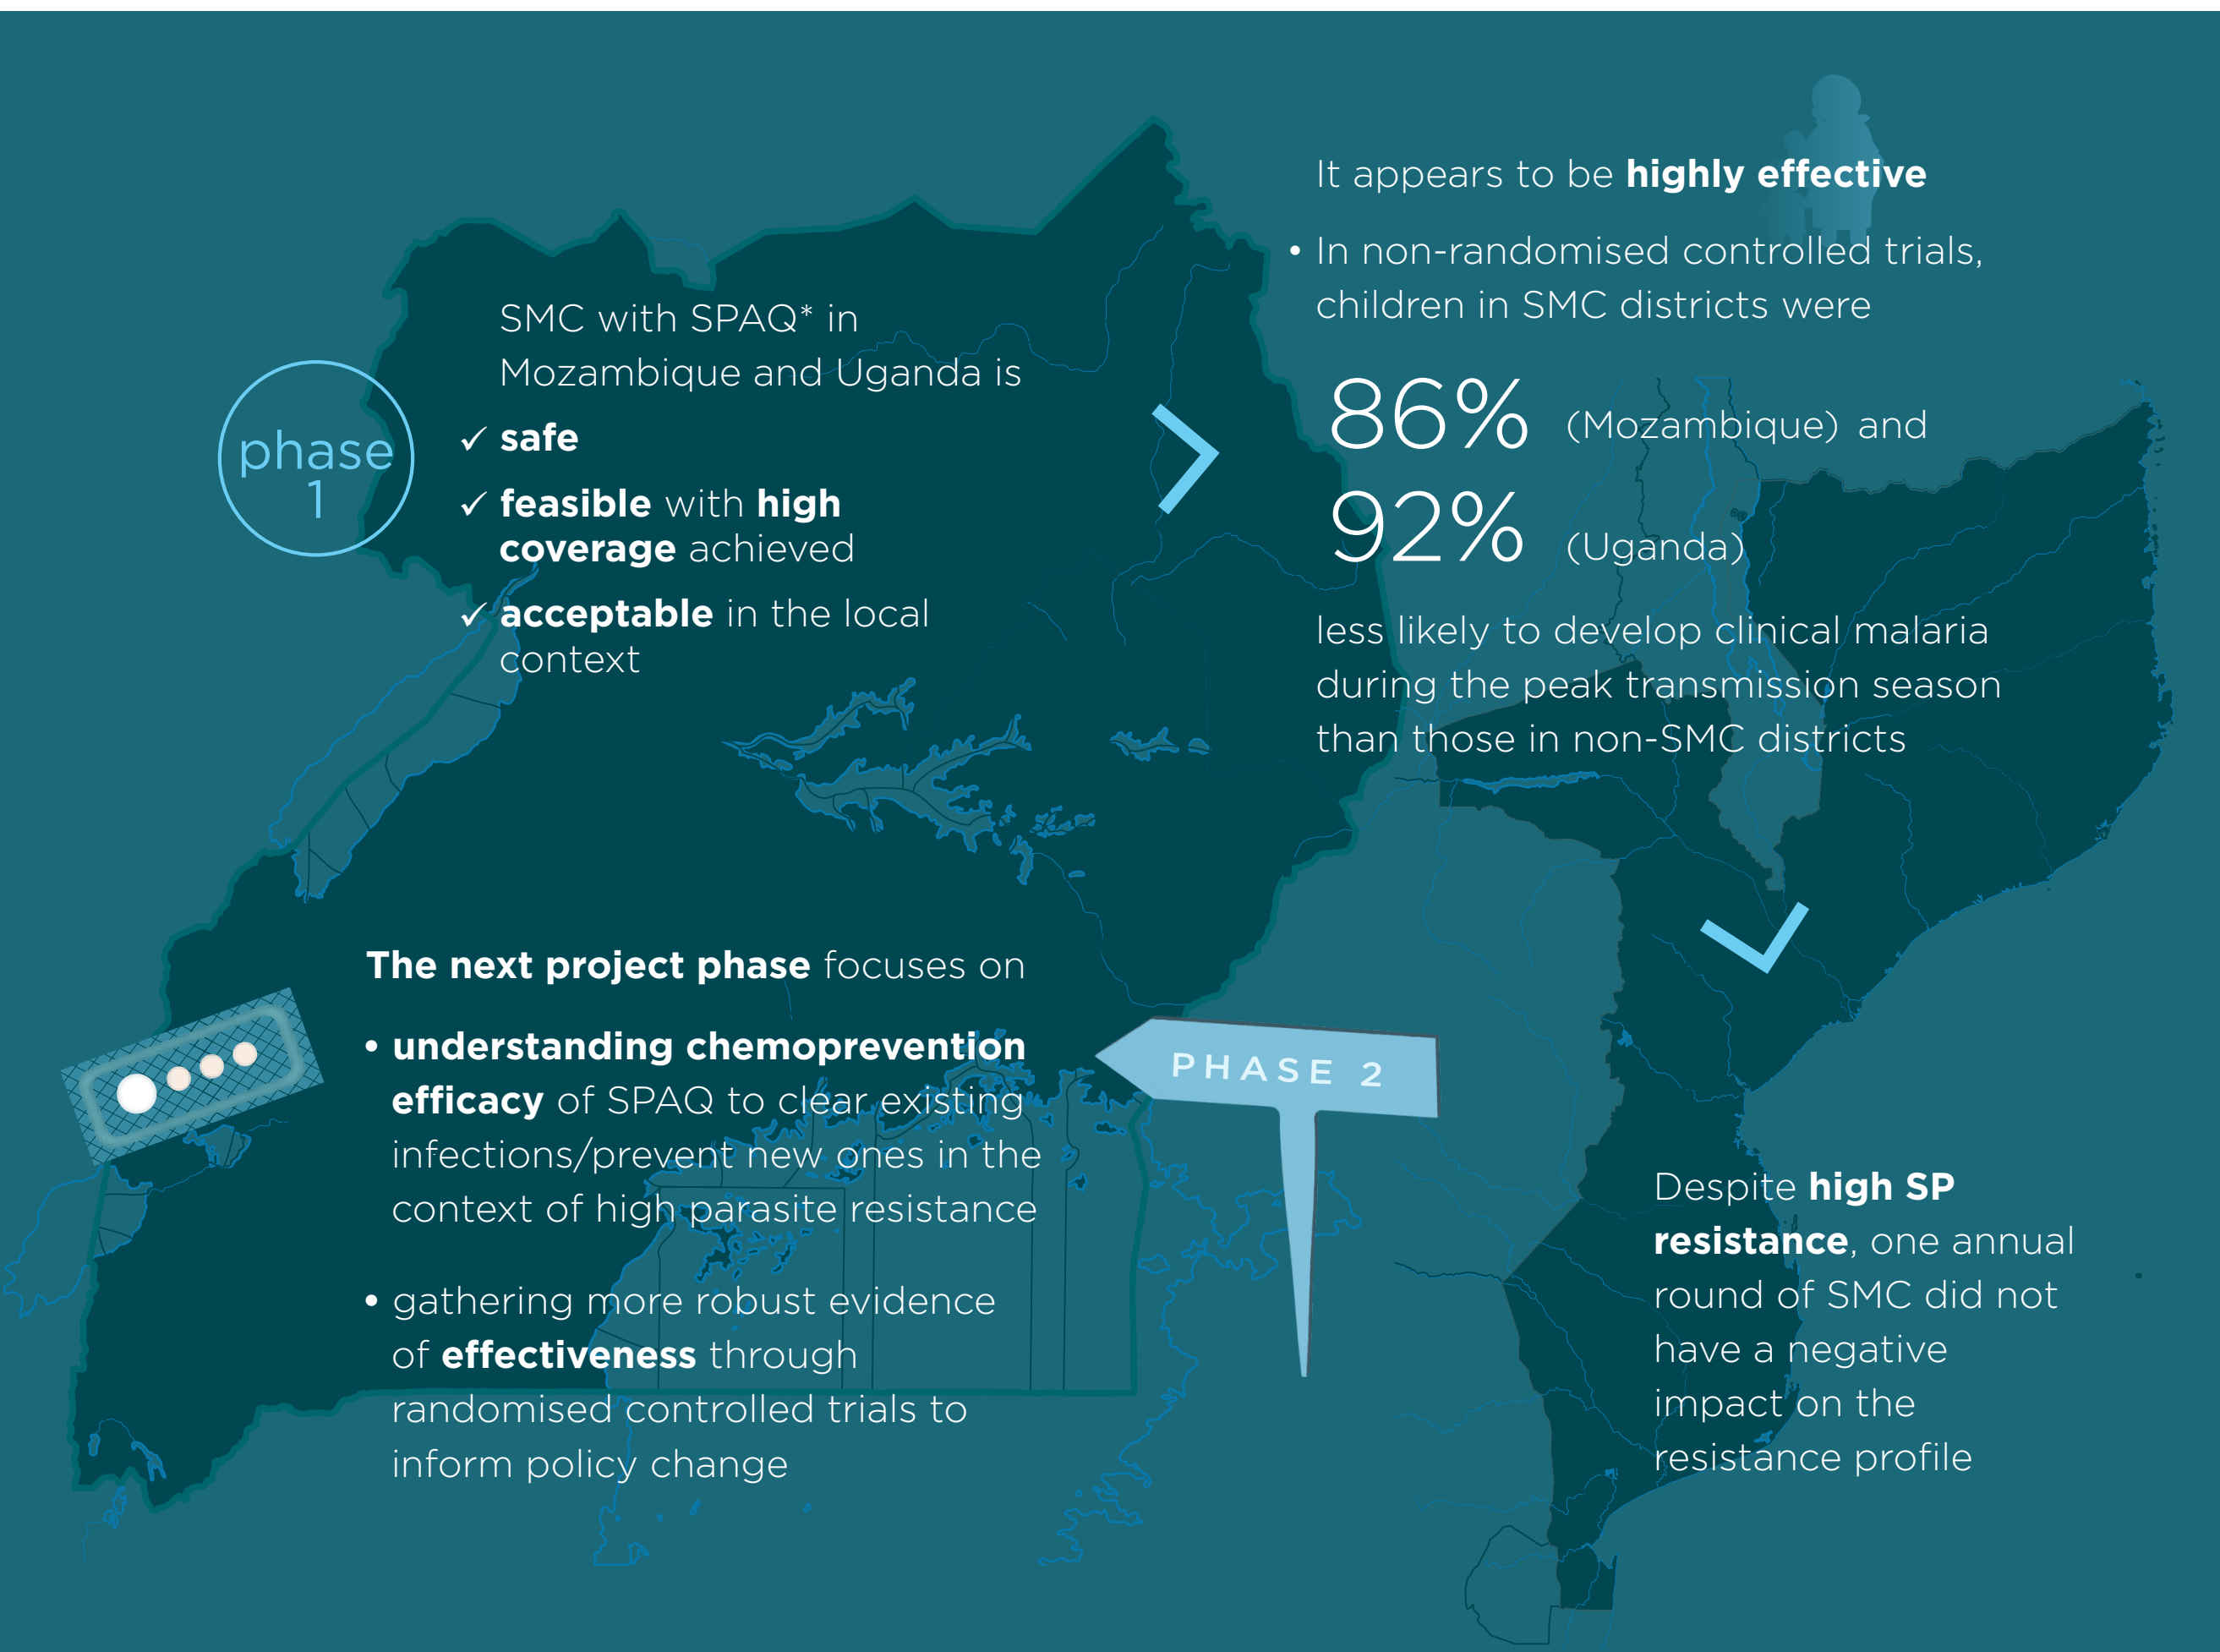 phase
1
SMC with SPAQ* in
Mozambique and Uganda is
✓ safe
✓ feasible with high
coverage achieved
✓ acceptable in the local
context
It appears to be highly effective
• In non-randomised controlled trials,
children in SMC districts were
86% (Mozambique) and
92% (Uganda)
less likely to develop clinical malaria
during the peak transmission season
than those in non-SMC districts
Despite high SP
resistance, one annual
round of SMC did not
have a negative
impact on the
resistance profile
PHASE 2
The next project phase focuses on
• understanding chemoprevention
efficacy of SPAQ to clear existing
infections/prevent new ones in the
context of high parasite resistance
• gathering more robust evidence
of effectiveness through
randomised controlled trials to
inform policy change